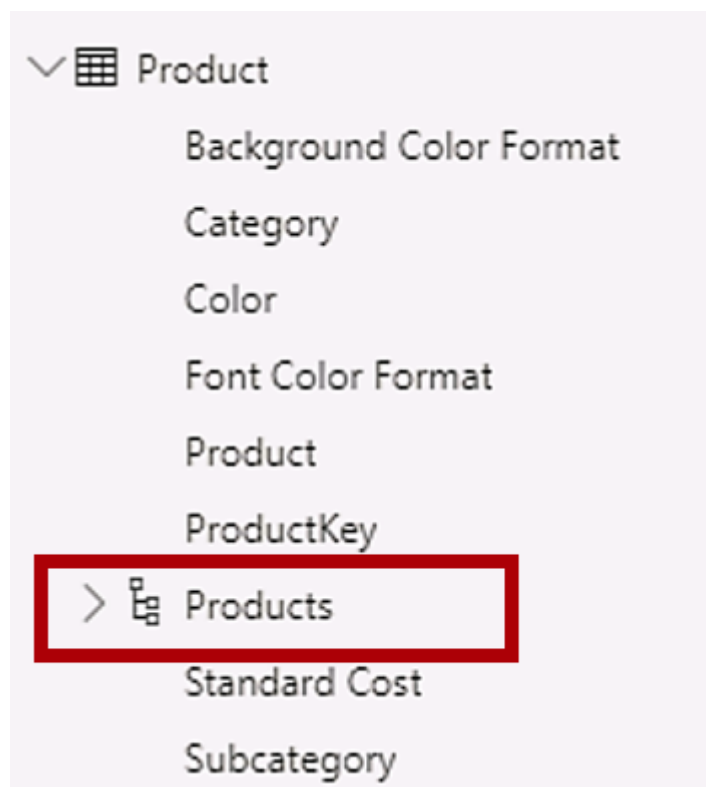 Product
Background Color Format
Category
Color
Font Color Format
Product
ProductKey
Products
Standard Cost
Subcategory